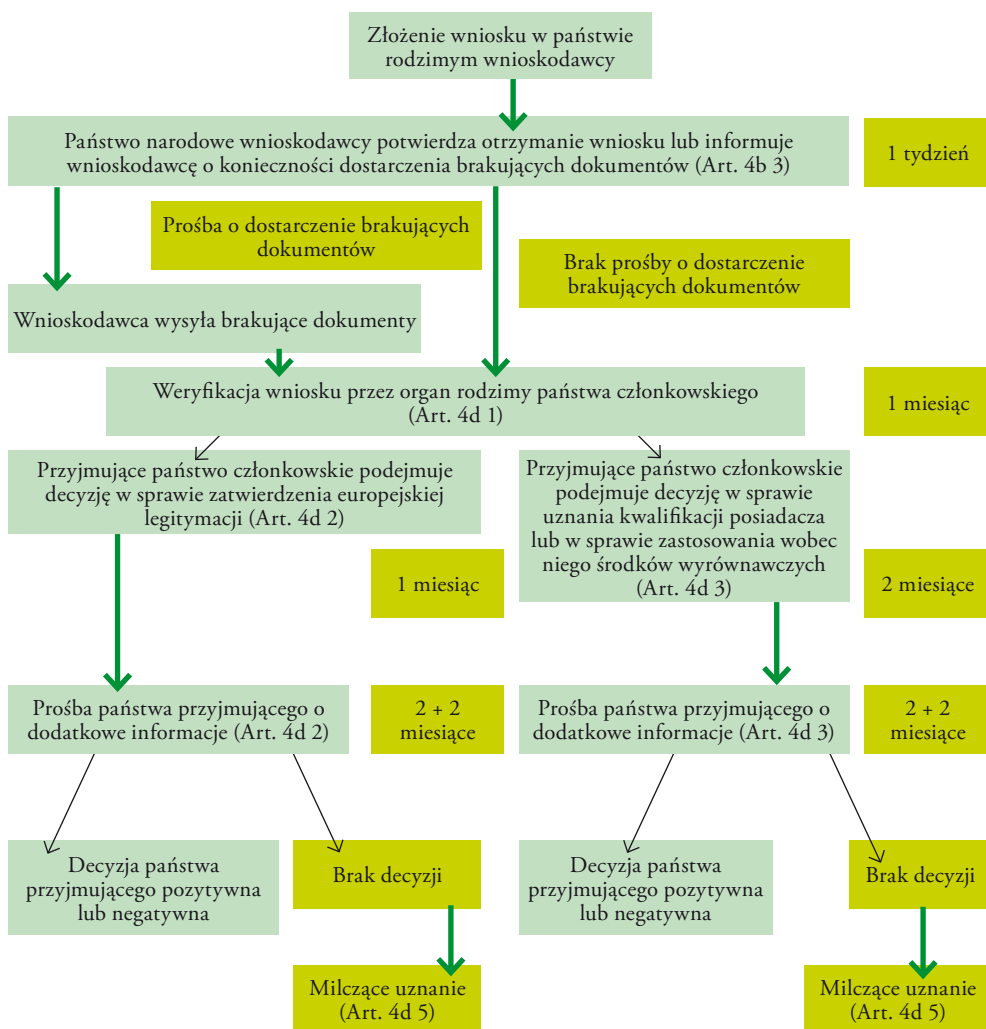 Złożenie wniosku w państwie
rodzimym wnioskodawcy
Państwo narodowe wnioskodawcy potwierdza otrzymanie wniosku lub informuje
wnioskodawcę o konieczności dostarczenia brakujących dokumentów (Art. 4b 3)
1 tydzień
Prośba o dostarczenie brakujących
dokumentów
Brak prośby o dostarczenie
brakujących dokumentów
Wnioskodawca wysyła brakujące dokumenty
Weryfikacja wniosku przez organ rodzimy państwa członkowskiego
(Art. 4d 1)
1 miesiąc
Przyjmujące państwo członkowskie podejmuje
decyzję w sprawie zatwierdzenia europejskiej
legitymacji (Art. 4d 2)
1 miesiąc
Przyjmujące państwo członkowskie
podejmuje decyzję w sprawie
uznania kwalifikacji posiadacza
lub w sprawie zastosowania wobec
niego środków wyrównawczych
(Art. 4d 3)
2 miesiące
Prośba państwa przyjmującego o
dodatkowe informacje (Art. 4d 2)
2 + 2
miesiące
Prośba państwa przyjmującego o
dodatkowe informacje (Art. 4d 3)
2 + 2
miesiące
Decyzja państwa
przyjmującego pozytywna
lub negatywna
Brak decyzji
Decyzja państwa
przyjmującego pozytywna
lub negatywna
Brak decyzji
Milczące uznanie
(Art. 4d 5)
Milczące uznanie
(Art. 4d 5)